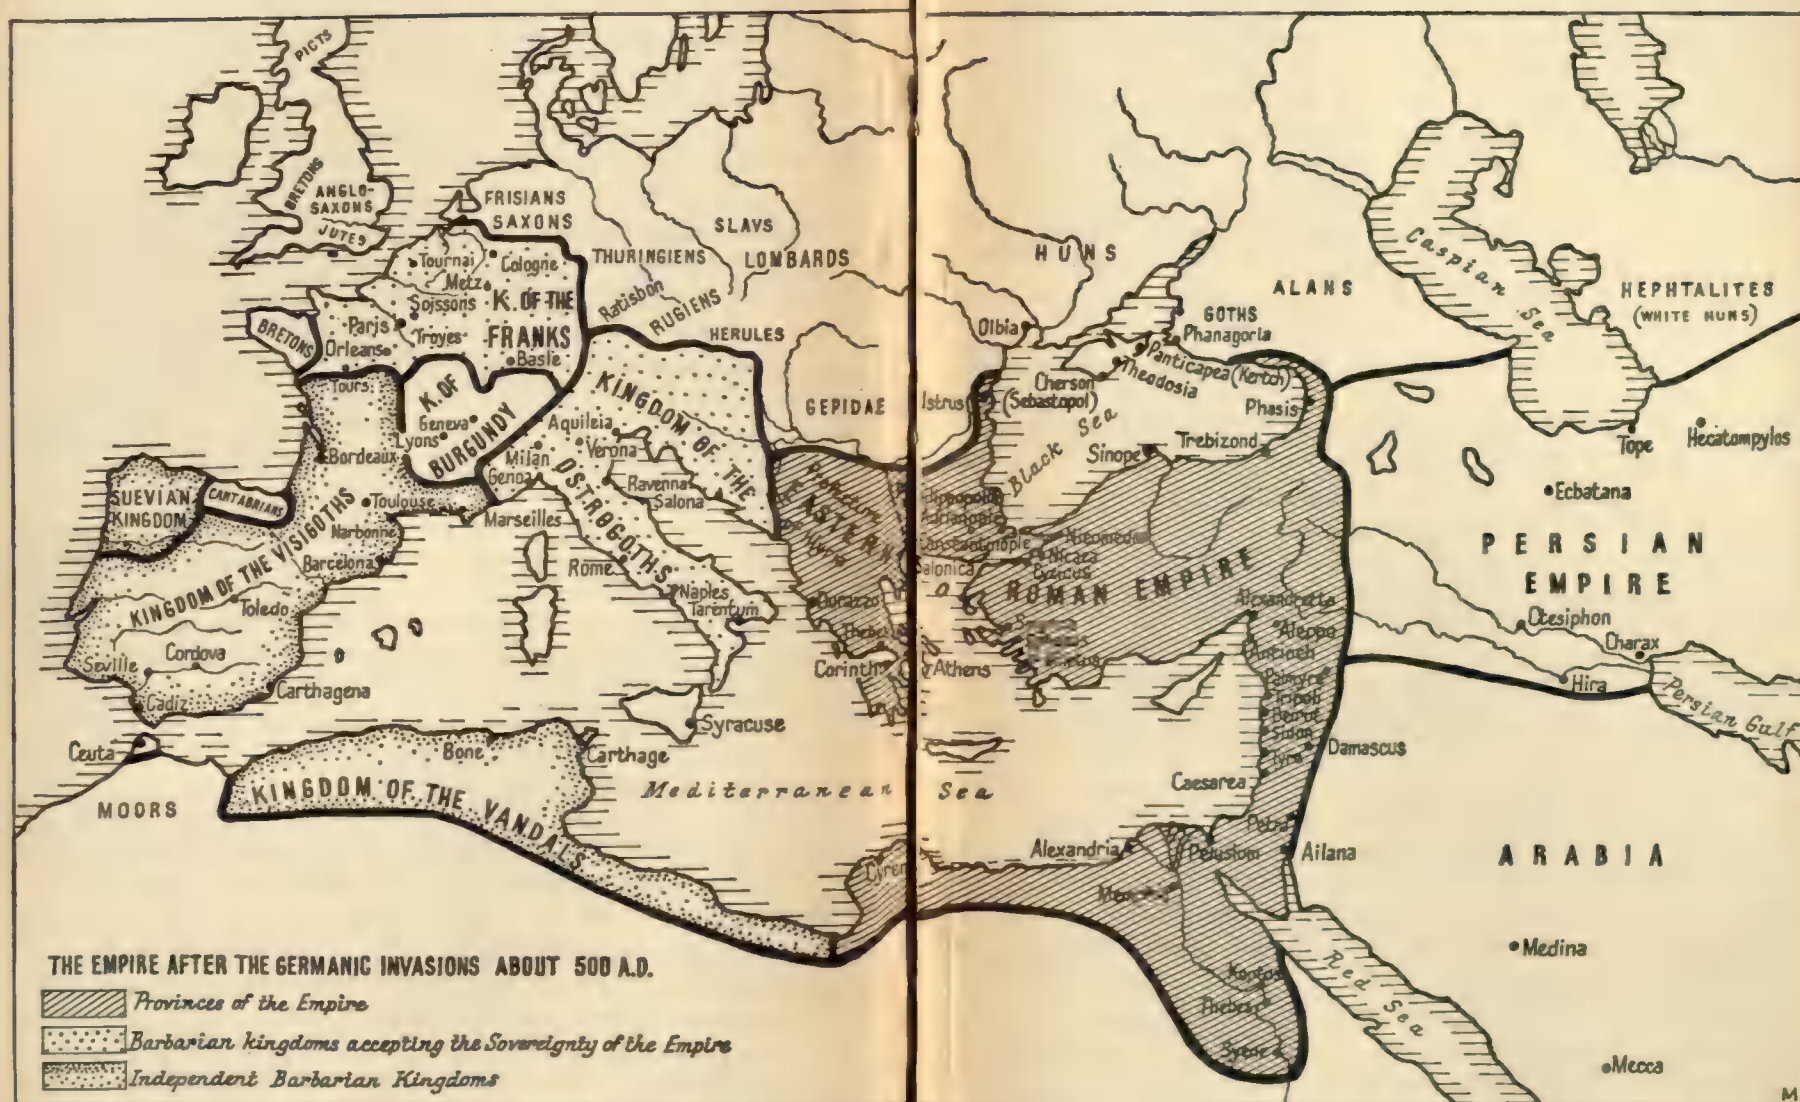 PICTS
BRETONS
ANGLO-
SAXONS
JUTES
FRISIANS
SAXONS
THURINGIENS
SLAVS
LOMBARDS
Ratisbon
RUGIENS
HERULES
GEPIDAE
Tournai
Cologne
Metz
Soissons
K. OF THE
FRANKS
Paris
Troyes
Orleans
Basle
BRETONS
Tours
K. OF
BURGUNDY
Geneva
Lyons
Bordeaux
KINGDOM OF THE
OSTROGOTHS
Aquileia
Verona
Milan
Genoa
Ravenna
Salona
SUEVIAN
KINGDOM
CANTABRIANS
Toulouse
Marseilles
Narbonne
Barcelona
KINGDOM OF THE VISIGOTHS
Toledo
Cordova
Seville
Cadiz
Carthagena
Rome
Naples
Tarentum
Syracuse
Ceuta
MOORS
Bone
Carthage
KINGDOM OF THE VANDALS
Mediterranean Sea
HUNS
ALANS
GOTHS
Phanagoria
Olbia
Panticapea (Kertch)
Theodosia
Cherson
(Sebastopol)
Istrus
Phasis
Black Sea
Sinope
Trebizond
Caspian Sea
HEPHTALITES
(WHITE HUNS)
Tope
Hecatompylos
Ecbatana
PERSIAN
EMPIRE
Ctesiphon
Charax
Hira
Persian Gulf
EASTERN
ROMAN EMPIRE
Illyria
Adrianople
Constantinople
Salonica
Nicomedia
Nicaea
Cyzicus
Durazzo
Thebes
Corinth
Athens
Alexandretta
Aleppo
Antioch
Palmyra
Tripoli
Beirut
Sidon
Tyre
Damascus
Caesarea
Petra
Alexandria
Pelusium
Ailana
ARABIA
Koptos
Thebes
Syene
Red Sea
Medina
Mecca
THE EMPIRE AFTER THE GERMANIC INVASIONS ABOUT 500 A.D.
Provinces of the Empire
Barbarian kingdoms accepting the Sovereignty of the Empire
Independent Barbarian Kingdoms